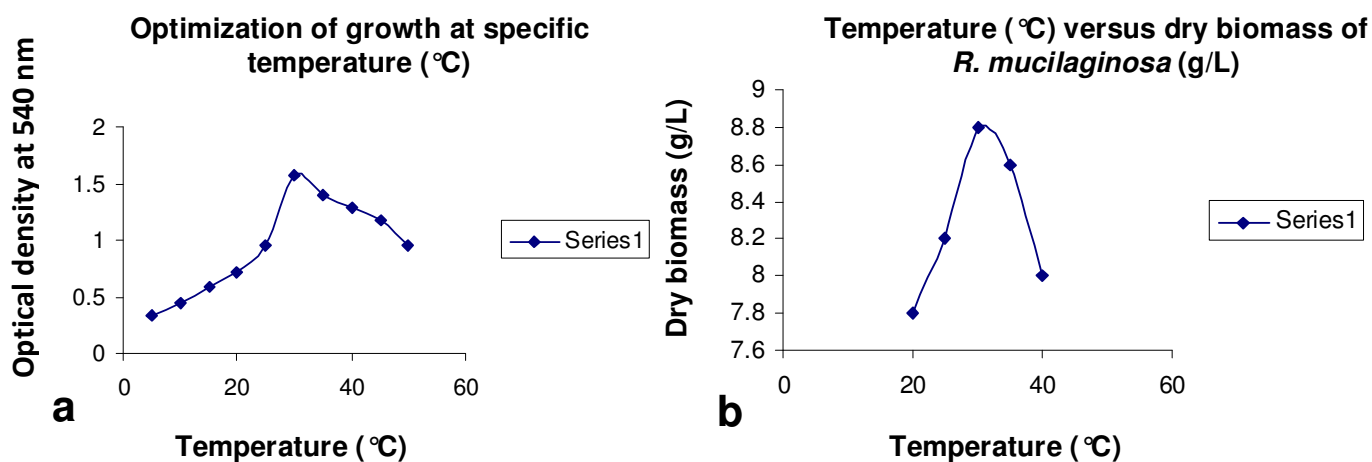 Optimization of growth at specific
temperature (°C)
Optical density at 540 nm
2
1.5
1
0.5
0
0 20 40 60
Series1
a
Temperature (°C)
Temperature (°C) versus dry biomass of
R. mucilaginosa (g/L)
Dry biomass (g/L)
9
8.8
8.6
8.4
8.2
8
7.8
7.6
0 20 40 60
Series1
b
Temperature (°C)